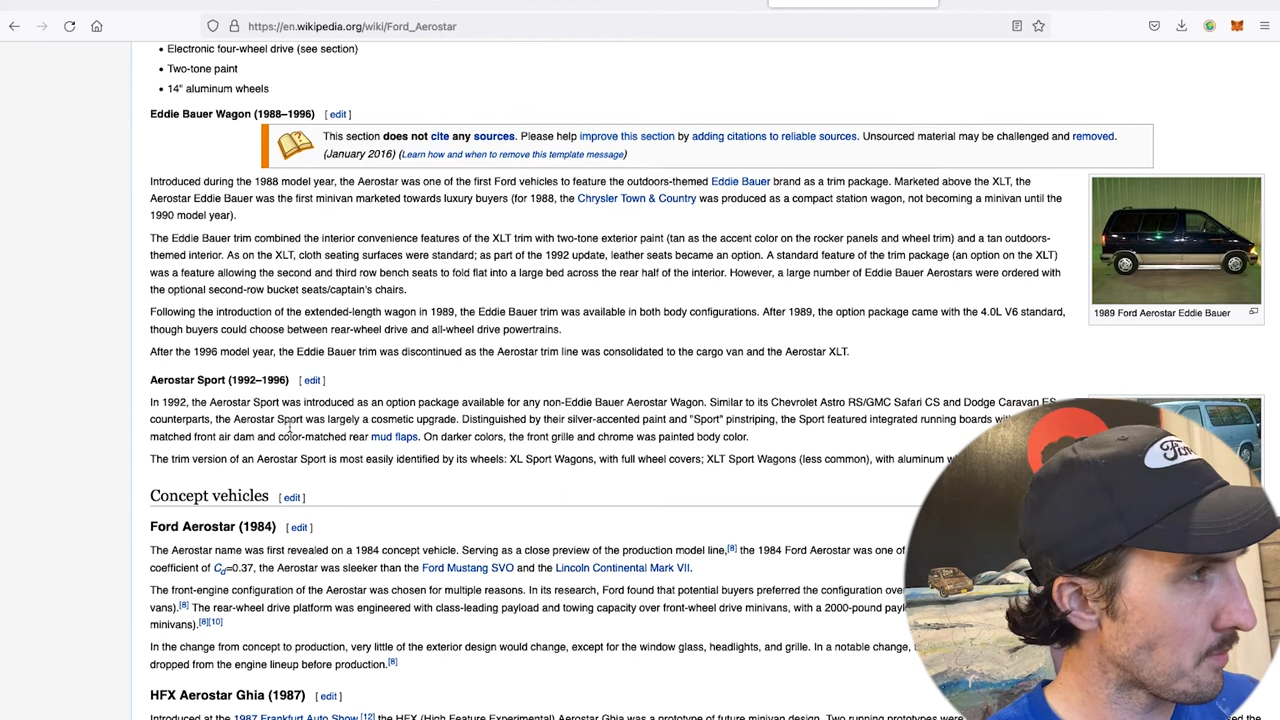 https://en.wikipedia.org/wiki/Ford_Aerostar
• Electronic four-wheel drive (see section)
• Two-tone paint
• 14" aluminum wheels
Eddie Bauer Wagon (1988–1996) [ edit ]
This section does not cite any sources. Please help improve this section by adding citations to reliable sources. Unsourced material may be challenged and removed.
(January 2016) (Learn how and when to remove this template message)
Introduced during the 1988 model year, the Aerostar was one of the first Ford vehicles to feature the outdoors-themed Eddie Bauer brand as a trim package. Marketed above the XLT, the
Aerostar Eddie Bauer was the first minivan marketed towards luxury buyers (for 1988, the Chrysler Town & Country was produced as a compact station wagon, not becoming a minivan until the
1990 model year).
The Eddie Bauer trim combined the interior convenience features of the XLT trim with two-tone exterior paint (tan as the accent color on the rocker panels and wheel trim) and a tan outdoors-
themed interior. As on the XLT, cloth seating surfaces were standard; as part of the 1992 update, leather seats became an option. A standard feature of the trim package (an option on the XLT)
was a feature allowing the second and third row bench seats to fold flat into a large bed across the rear half of the interior. However, a large number of Eddie Bauer Aerostars were ordered with
the optional second-row bucket seats/captain's chairs.
1989 Ford Aerostar Eddie Bauer
Following the introduction of the extended-length wagon in 1989, the Eddie Bauer trim was available in both body configurations. After 1989, the option package came with the 4.0L V6 standard,
though buyers could choose between rear-wheel drive and all-wheel drive powertrains.
After the 1996 model year, the Eddie Bauer trim was discontinued as the Aerostar trim line was consolidated to the cargo van and the Aerostar XLT.
Aerostar Sport (1992–1996) [ edit ]
In 1992, the Aerostar Sport was introduced as an option package available for any non-Eddie Bauer Aerostar Wagon. Similar to its Chevrolet Astro RS/GMC Safari CS and Dodge Caravan ES
counterparts, the Aerostar Sport was largely a cosmetic upgrade. Distinguished by their silver-accented paint and "Sport" pinstriping, the Sport featured integrated running boards
matched front air dam and color-matched rear mud flaps. On darker colors, the front grille and chrome was painted body color.
The trim version of an Aerostar Sport is most easily identified by its wheels: XL Sport Wagons, with full wheel covers; XLT Sport Wagons (less common), with aluminum
Concept vehicles [ edit ]
Ford Aerostar (1984) [ edit ]
The Aerostar name was first revealed on a 1984 concept vehicle. Serving as a close preview of the production model line,[8] the 1984 Ford Aerostar was one of
coefficient of Cd=0.37, the Aerostar was sleeker than the Ford Mustang SVO and the Lincoln Continental Mark VII.
The front-engine configuration of the Aerostar was chosen for multiple reasons. In its research, Ford found that potential buyers preferred the configuration
vans).[8] The rear-wheel drive platform was engineered with class-leading payload and towing capacity over front-wheel drive minivans, with a 2000-pound
minivans).[8][10]
In the change from concept to production, very little of the exterior design would change, except for the window glass, headlights, and grille. In a notable change,
dropped from the engine lineup before production.[8]
HFX Aerostar Ghia (1987) [ edit ]
Introduced at the 1987 Frankfurt Auto Show,[12] the HFX (High Feature Experimental) Aerostar Ghia was a prototype of future minivan design. Two running prototypes were